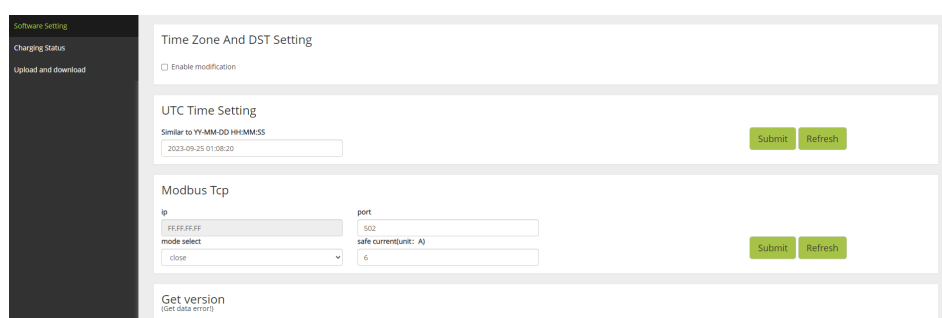 Software Setting
Charging Status
Upload and download
Time Zone And DST Setting
Enable modification
UTC Time Setting
Similar to YY-MM-DD HH:MM:SS
2023-09-25 01:08:20
Submit Refresh
Modbus Tcp
ip port
FF.FF.FF.FF 502
mode select safe current(unit: A)
close 6
Submit Refresh
Get version
(Get data error!)